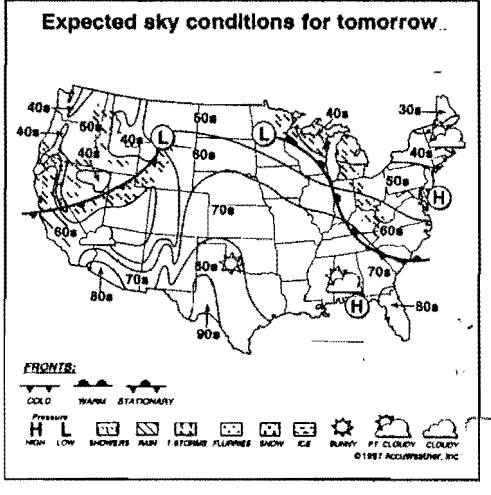 Expected sky conditions for tomorrow
40s
30s
40s
50s
40s
50s
40s
L
L
40s
60s
40s
50s
H
70s
60s
60s
70s
70s
80s
80s
H
80s
90s
FRONTS:
COLD WARM STATIONARY
Pressure
H L
HIGH LOW SHOWERS RAIN T-STORMS FLURRIES SNOW ICE SUNNY PT. CLOUDY CLOUDY
©1997 AccuWeather, Inc.